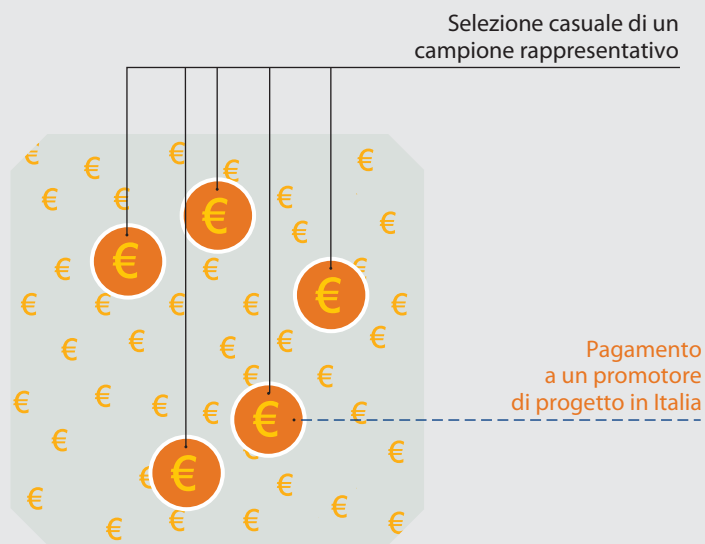 Selezione casuale di un
campione rappresentativo
Pagamento
a un promotore
di progetto in Italia